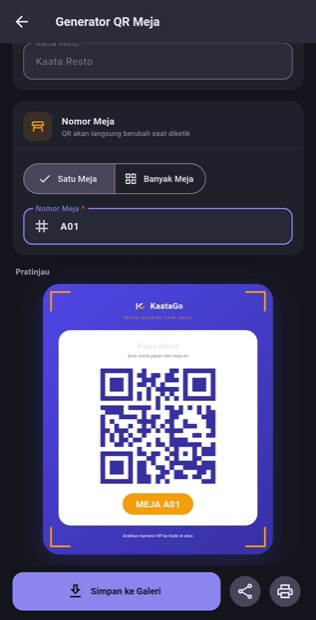 Generator QR Meja
Nama Resto
Kaata Resto
Nomor Meja
QR akan langsung berubah saat diketik
Satu Meja
Banyak Meja
Nomor Meja *
A01
Pratinjau
KaataGo
PESAN SENDIRI DARI MEJA
Kaata Resto
Scan untuk pesan dari meja ini
MEJA A01
Arahkan kamera HP ke kode di atas
Simpan ke Galeri